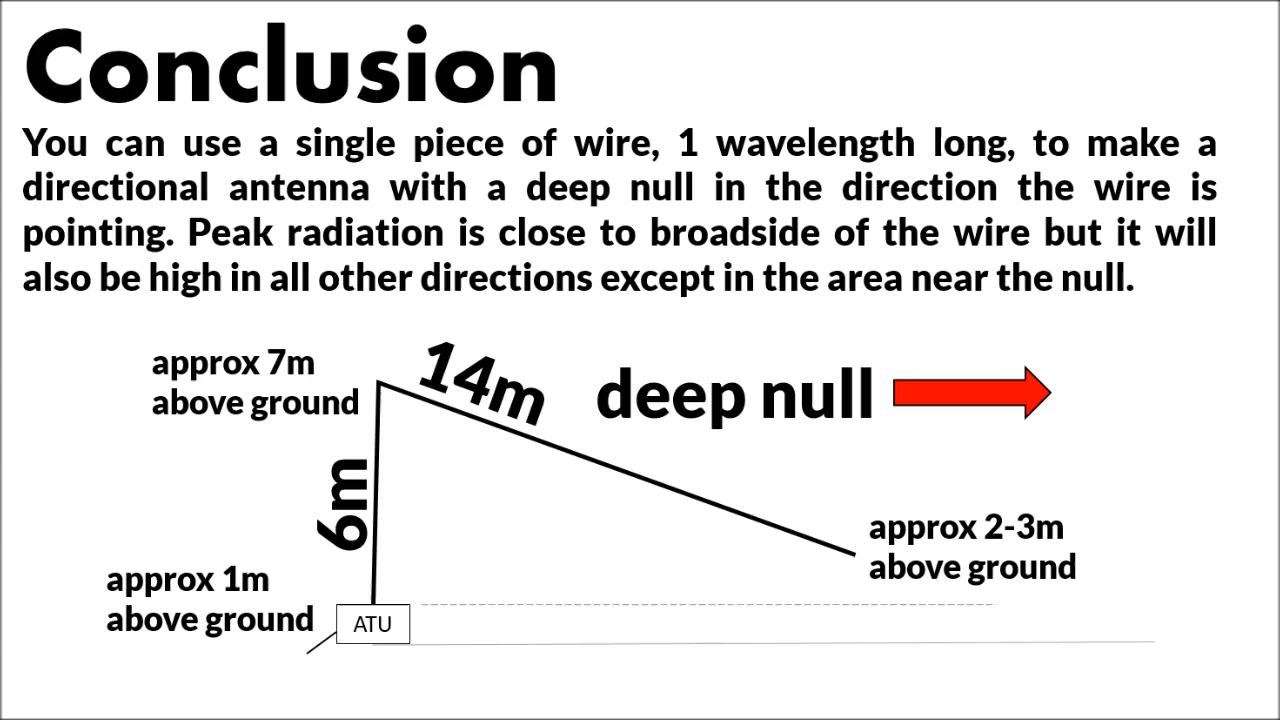 Conclusion
You can use a single piece of wire, 1 wavelength long, to make a
directional antenna with a deep null in the direction the wire is
pointing. Peak radiation is close to broadside of the wire but it will
also be high in all other directions except in the area near the null.
approx 7m
above ground
14m
deep null
6m
approx 2-3m
above ground
approx 1m
above ground
ATU